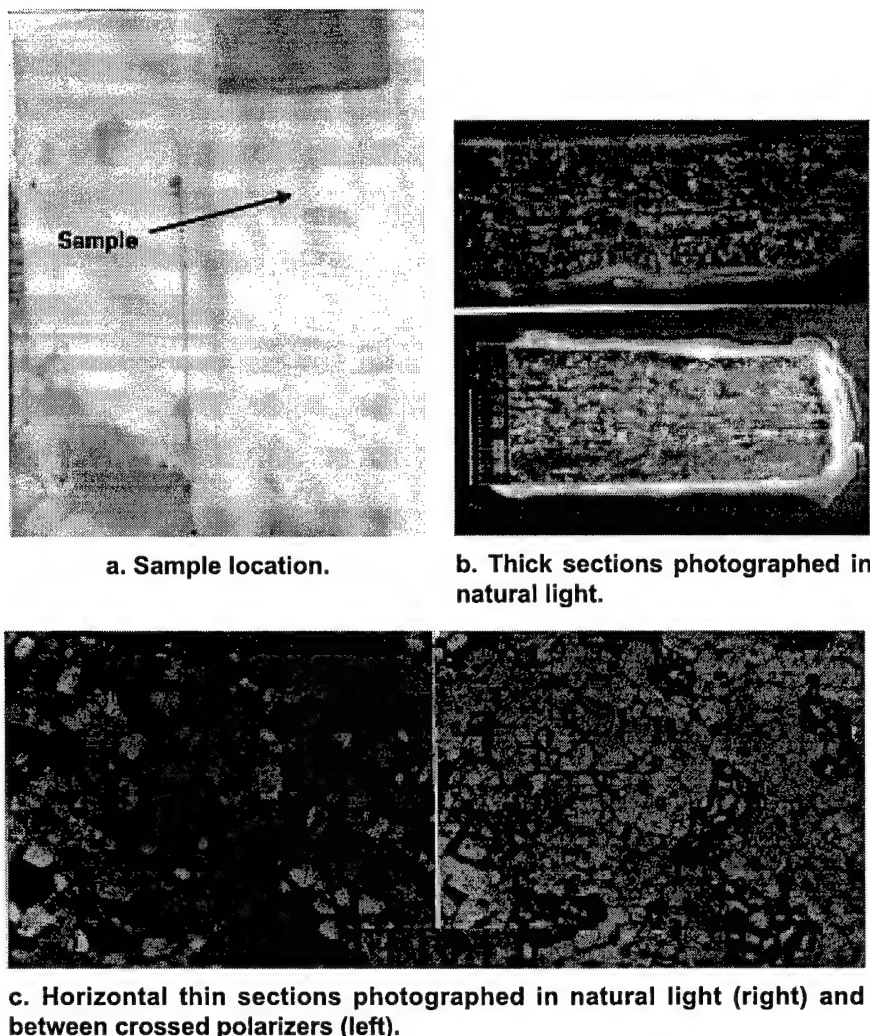 Sample
a. Sample location.
b. Thick sections photographed in
natural light.
c. Horizontal thin sections photographed in natural light (right) and
between crossed polarizers (left).